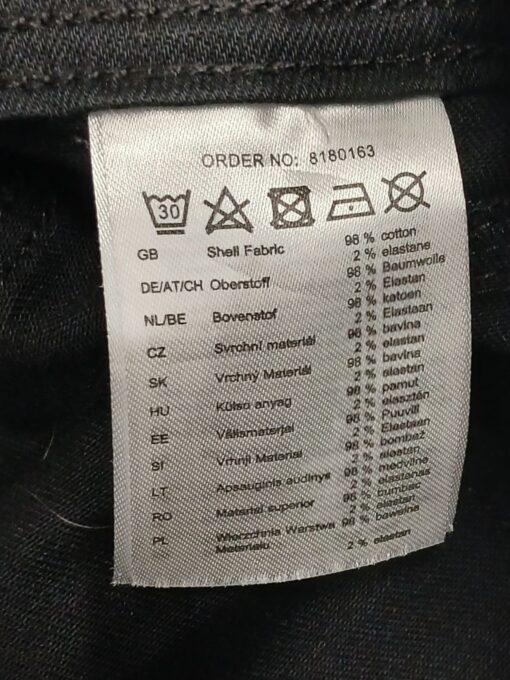 ORDER NO: 8180163
30
GB Shell Fabric 98 % cotton
2 % elastane
DE/AT/CH Oberstoff 98 % Baumwolle
2 % Elastan
NL/BE Bovenstof 98 % katoen
2 % Elastaan
CZ Svrchní materiál 98 % bavlna
2 % elastan
SK Vrchný Materiál 98 % bavlna
2 % elastan
HU Külso anyag 98 % pamut
2 % elasztán
EE Välismaterjal 98 % Puuvill
2 % Elastaan
SI Vrhnji Material 98 % bombaž
2 % elastan
LT Apsauginis audinys 98 % medvilnė
2 % elastanas
RO Material superior 98 % bumbac
2 % elastan
PL Wierzchnia Warstwa 98 % bawełna
Materiału 2 % elastan